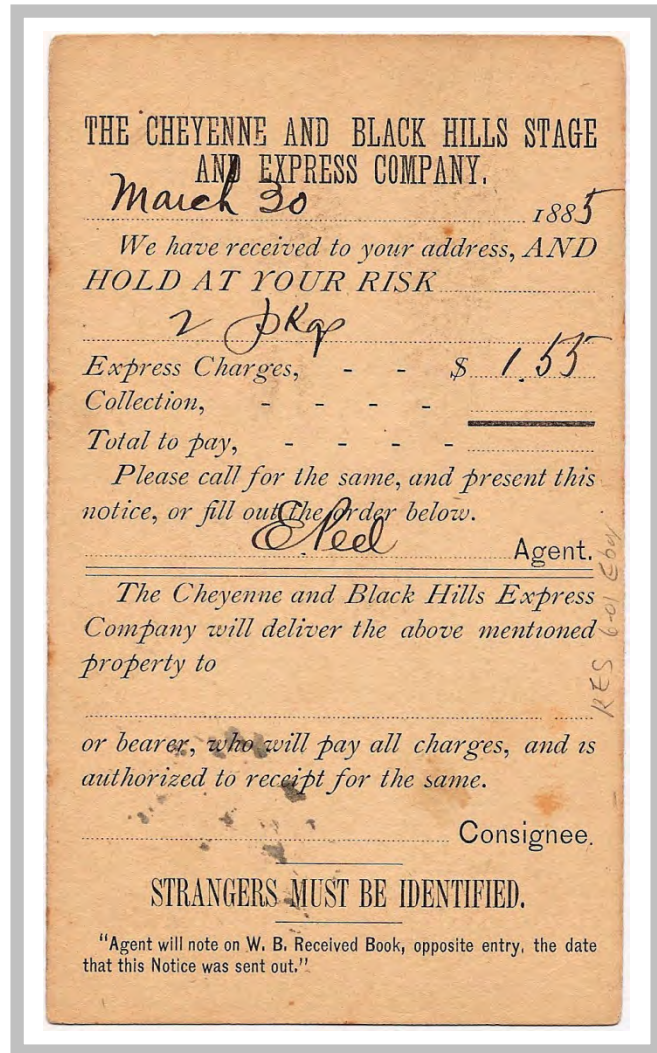 THE CHEYENNE AND BLACK HILLS STAGE
AND EXPRESS COMPANY.
March 30 1885
We have received to your address, AND
HOLD AT YOUR RISK
2 pkg
Express Charges, - - $ 1.55
Collection, - - - -
Total to pay, - - - -
Please call for the same, and present this
notice, or fill out the order below.
Agent.
The Cheyenne and Black Hills Express
Company will deliver the above mentioned
property to
or bearer, who will pay all charges, and is
authorized to receipt for the same.
Consignee.
STRANGERS MUST BE IDENTIFIED.
"Agent will note on W. B. Received Book, opposite entry, the date
that this Notice was sent out."
RES 6-01